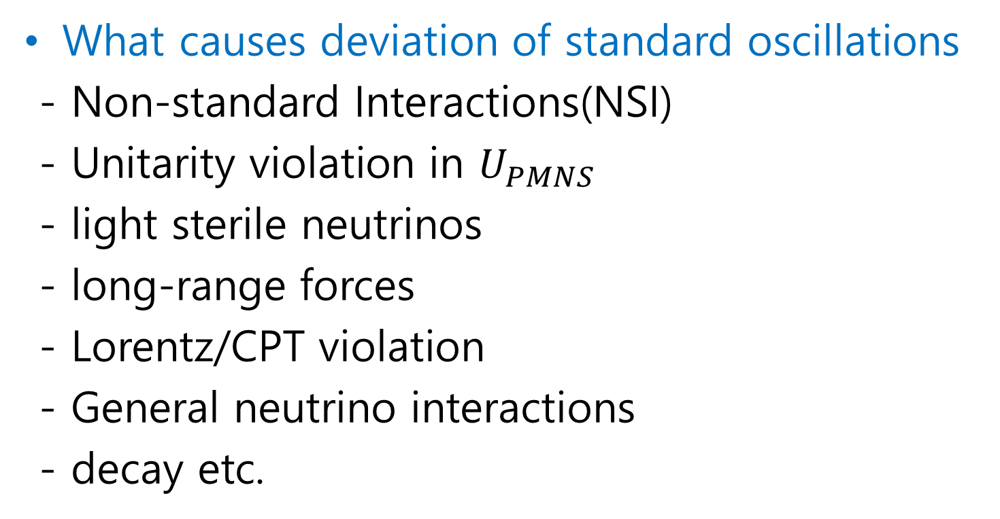 • What causes deviation of standard oscillations
- Non-standard Interactions(NSI)
- Unitarity violation in $U_{PMNS}$
- light sterile neutrinos
- long-range forces
- Lorentz/CPT violation
- General neutrino interactions
- decay etc.